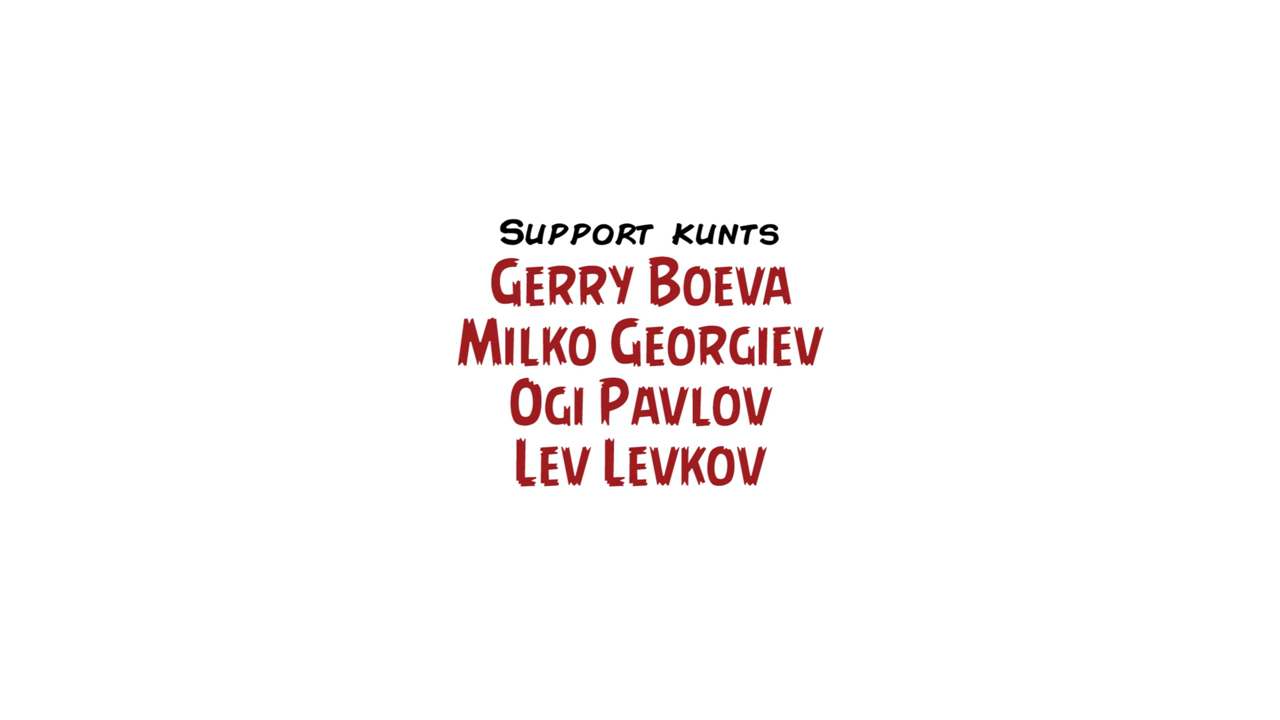 Support kunts
Gerry Boeva
Milko Georgiev
Ogi Pavlov
Lev Levkov